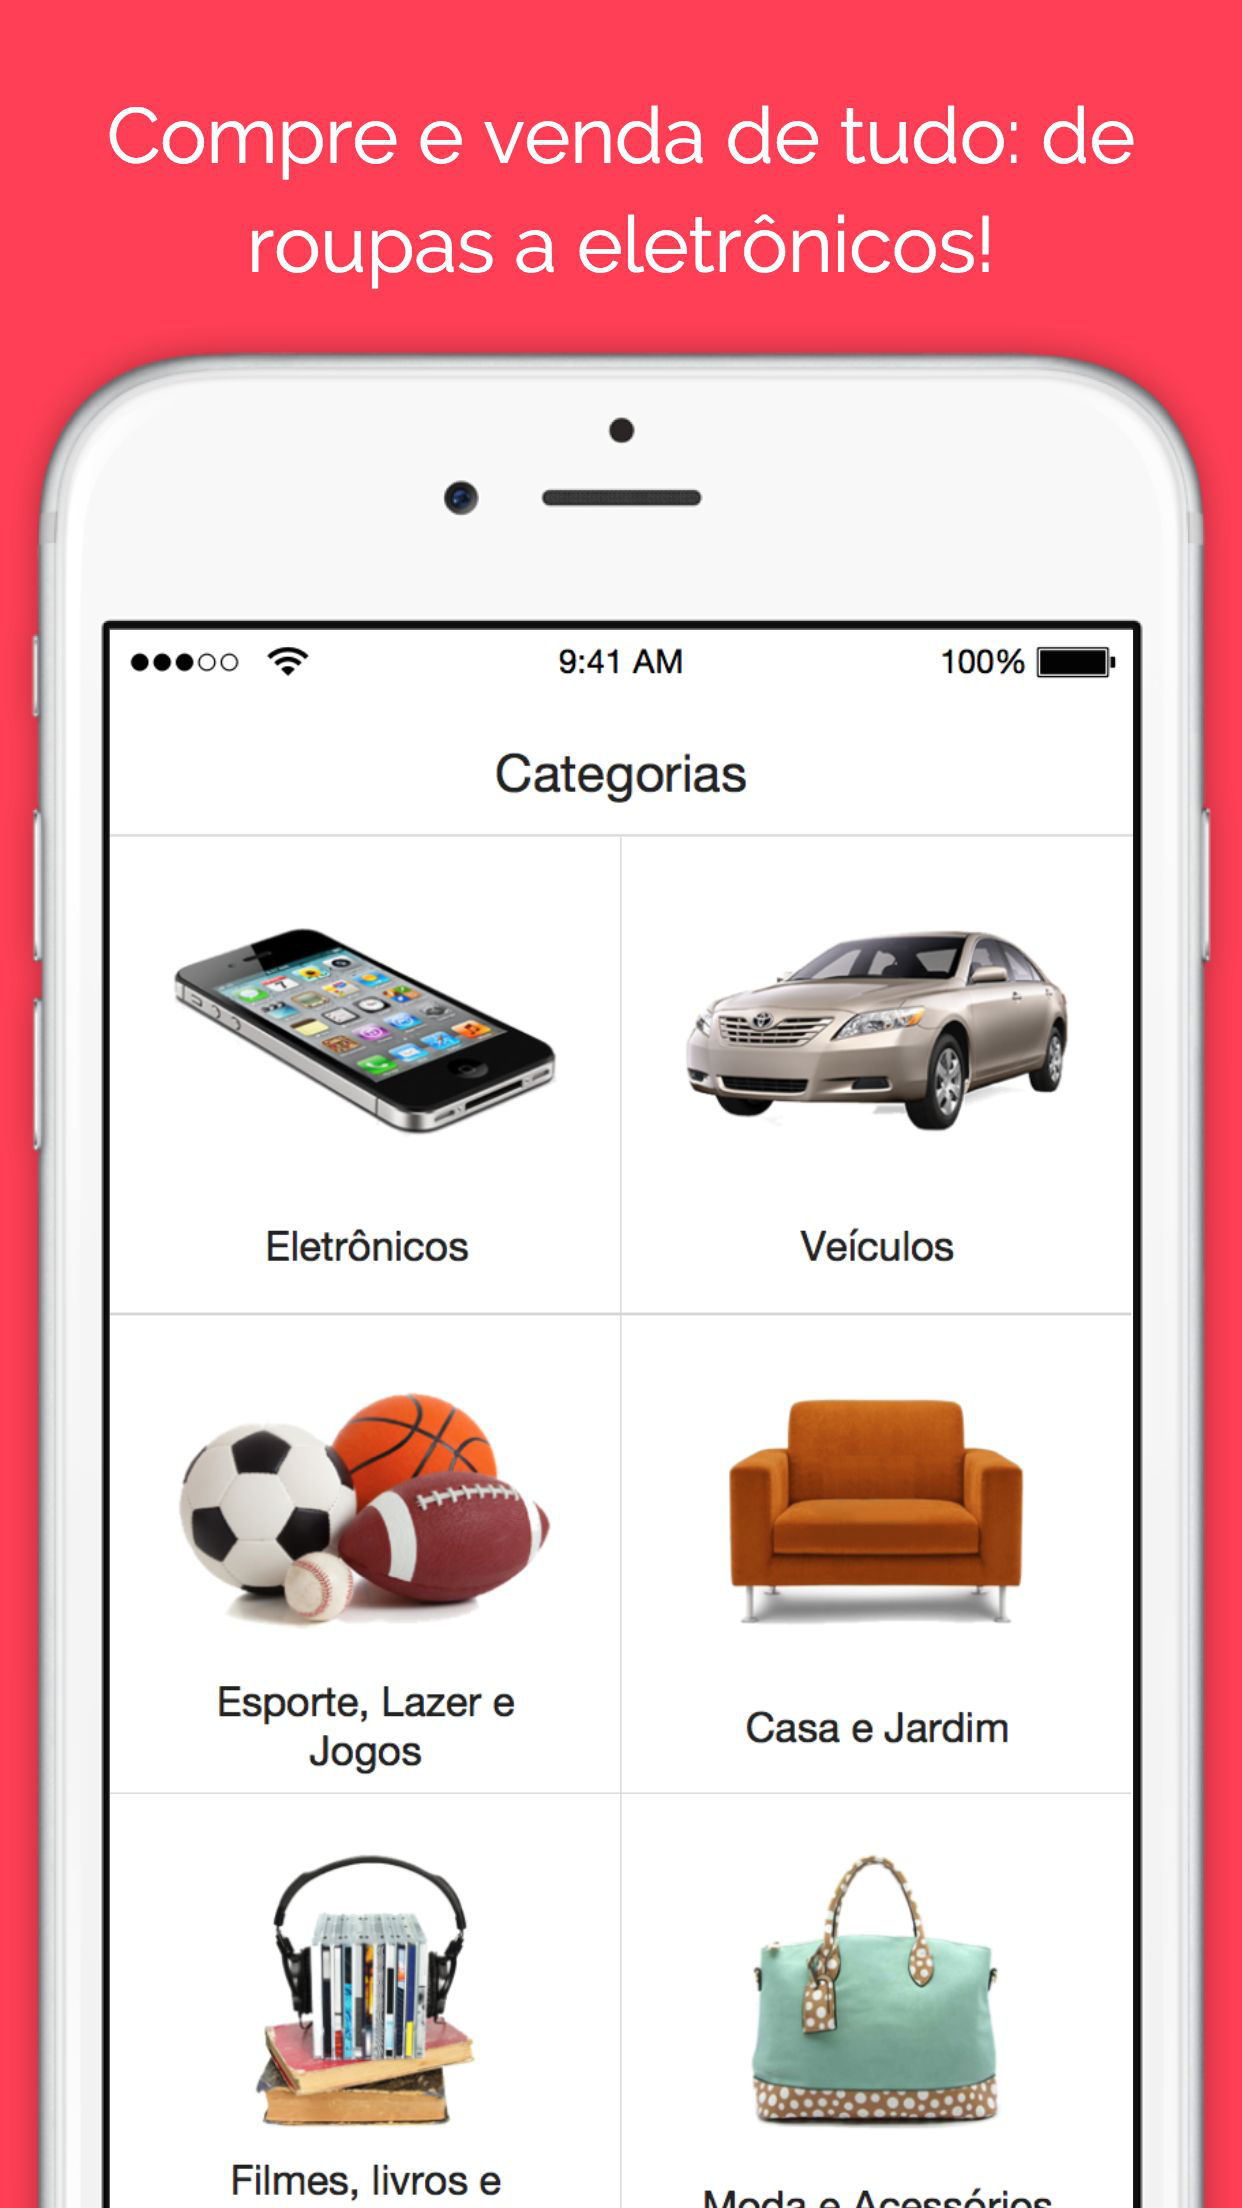 Compre e venda de tudo: de
roupas a eletrônicos!
9:41 AM
100%
Categorias
Eletrônicos
Veículos
Esporte, Lazer e
Jogos
Casa e Jardim
Filmes, livros e
Moda e Acessórios